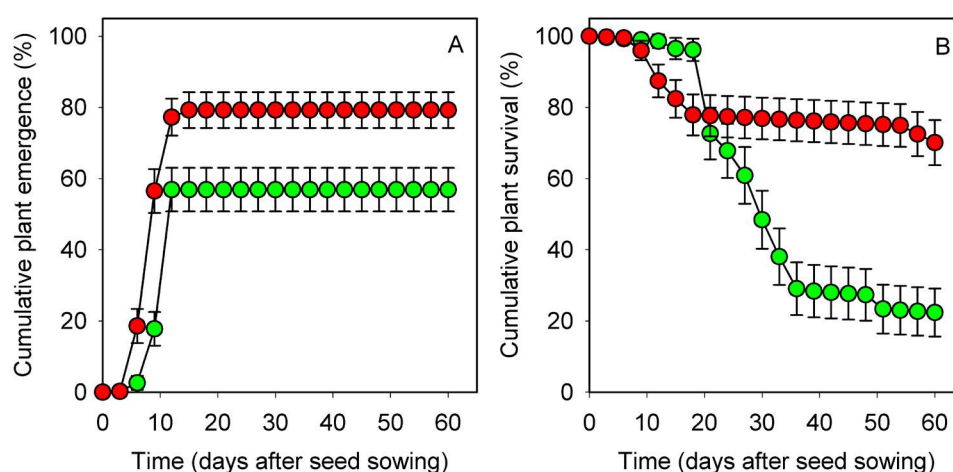 A
Cumulative plant emergence (%)
100
80
60
40
20
0
0 10 20 30 40 50 60
Time (days after seed sowing)
B
Cumulative plant survival (%)
100
80
60
40
20
0
0 10 20 30 40 50 60
Time (days after seed sowing)